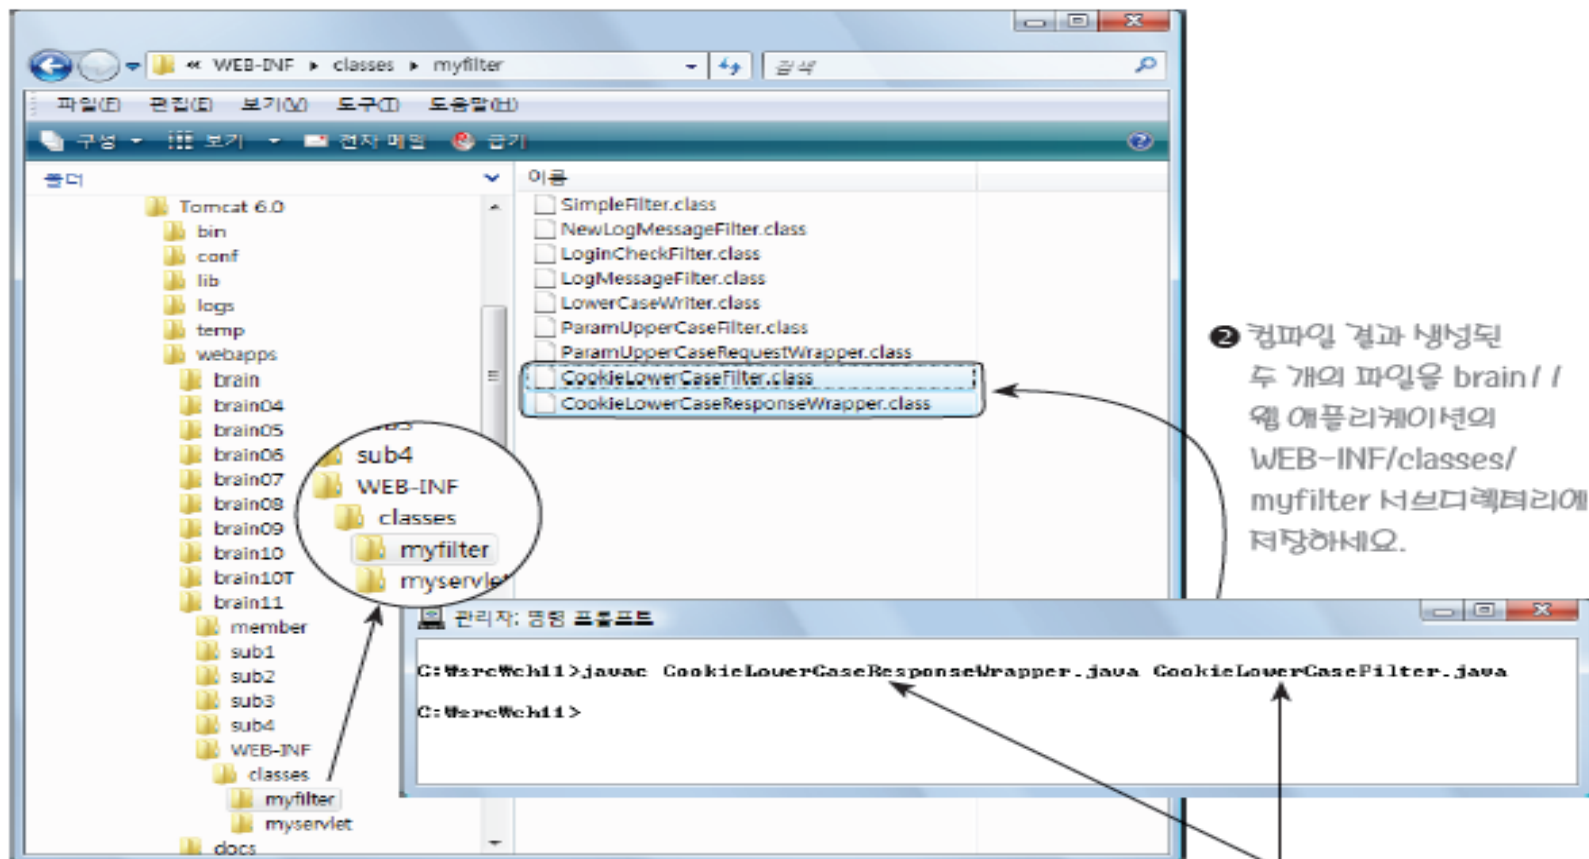 « WEB-INF ▸ classes ▸ myfilter
검색
파일(F) 편집(E) 보기(V) 도구(T) 도움말(H)
구성 보기 전자 메일 굽기
폴더
이름
Tomcat 6.0
bin
conf
lib
logs
temp
webapps
brain
brain04
brain05
brain06
brain07
brain08
brain09
brain10
brain10T
brain11
member
sub1
sub2
sub3
sub4
WEB-INF
classes
myfilter
myservlet
docs
SimpleFilter.class
NewLogMessageFilter.class
LoginCheckFilter.class
LogMessageFilter.class
LowerCaseWriter.class
ParamUpperCaseFilter.class
ParamUpperCaseRequestWrapper.class
CookieLowerCaseFilter.class
CookieLowerCaseResponseWrapper.class
sub4
WEB-INF
classes
myfilter
myservlet
❷ 컴파일 결과 생성된
두 개의 파일을 brain11
웹 애플리케이션의
WEB-INF/classes/
myfilter 서브디렉터리에
저장하세요.
관리자: 명령 프롬프트
C:₩src₩ch11>javac CookieLowerCaseResponseWrapper.java CookieLowerCaseFilter.java
C:₩src₩ch11>